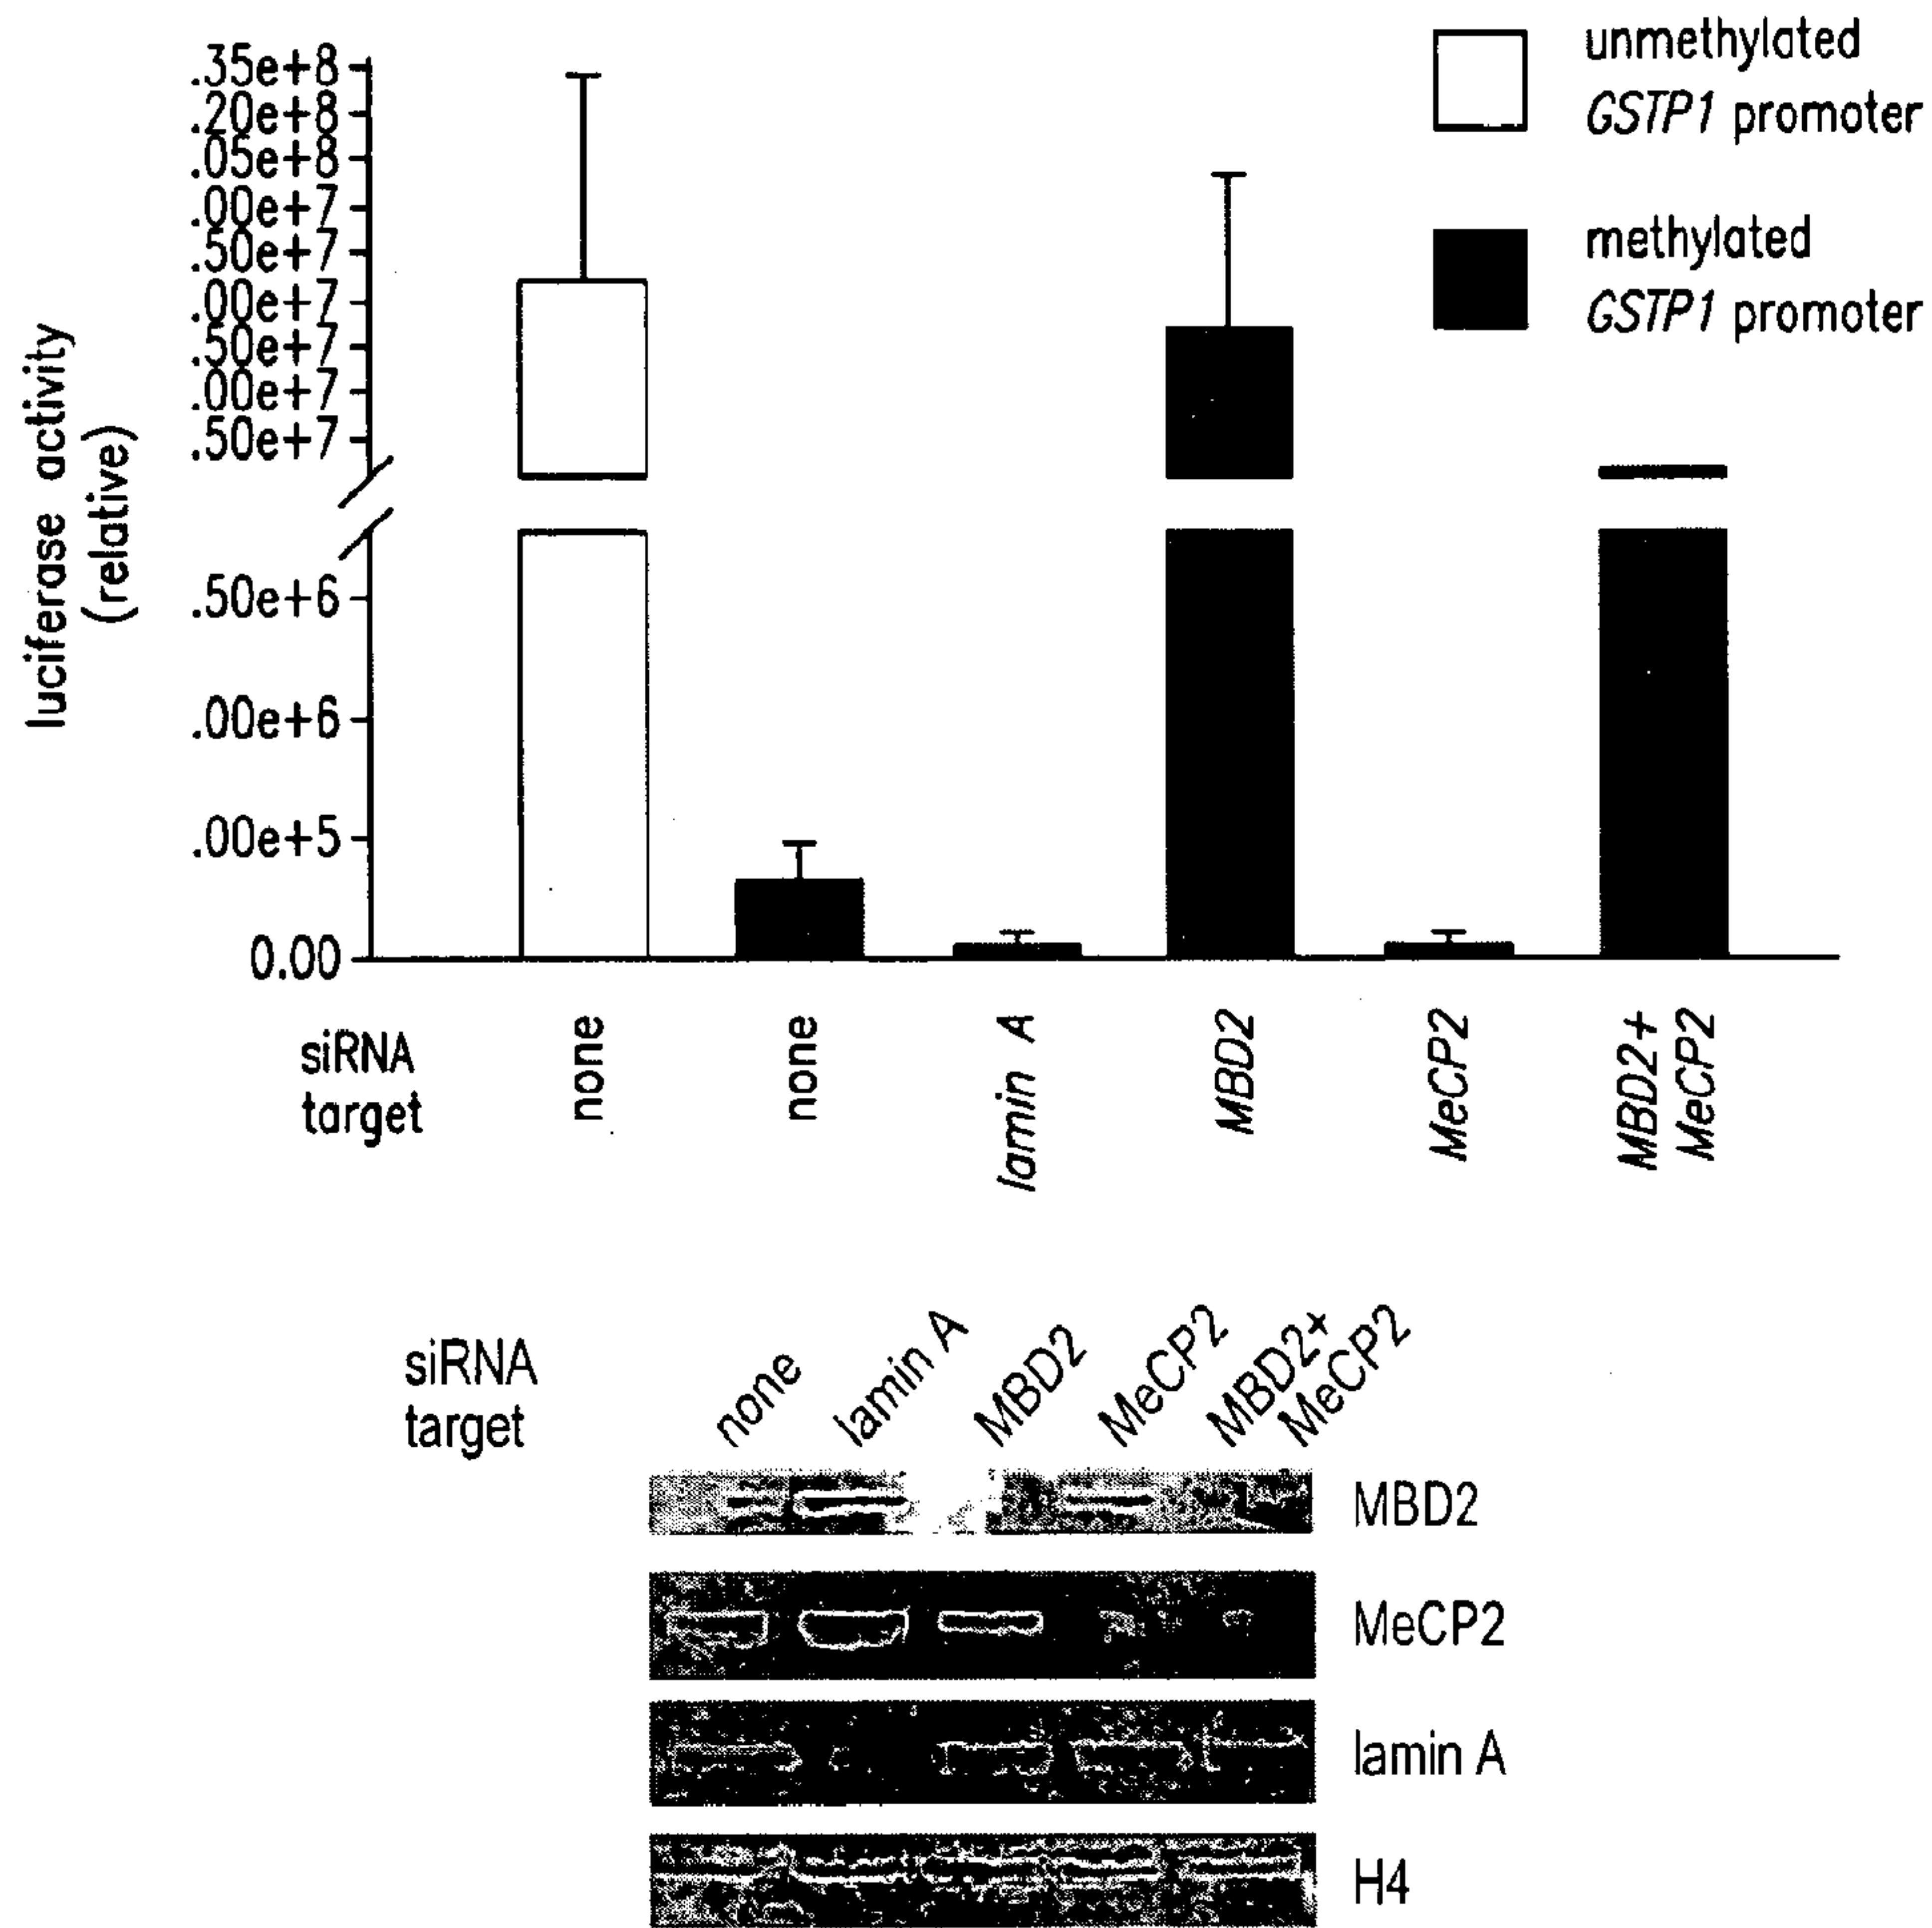 unmethylated
GSTP1 promoter
methylated
GSTP1 promoter
luciferase activity
(relative)
.35e+8
.20e+8
.05e+8
.00e+7
.50e+7
.00e+7
.50e+7
.00e+7
.50e+7
.50e+6
.00e+6
.00e+5
0.00
siRNA
target
none
none
lamin A
MBD2
MeCP2
MBD2+
MeCP2
siRNA
target
none
lamin A
MBD2
MeCP2
MBD2+
MeCP2
MBD2
MeCP2
lamin A
H4